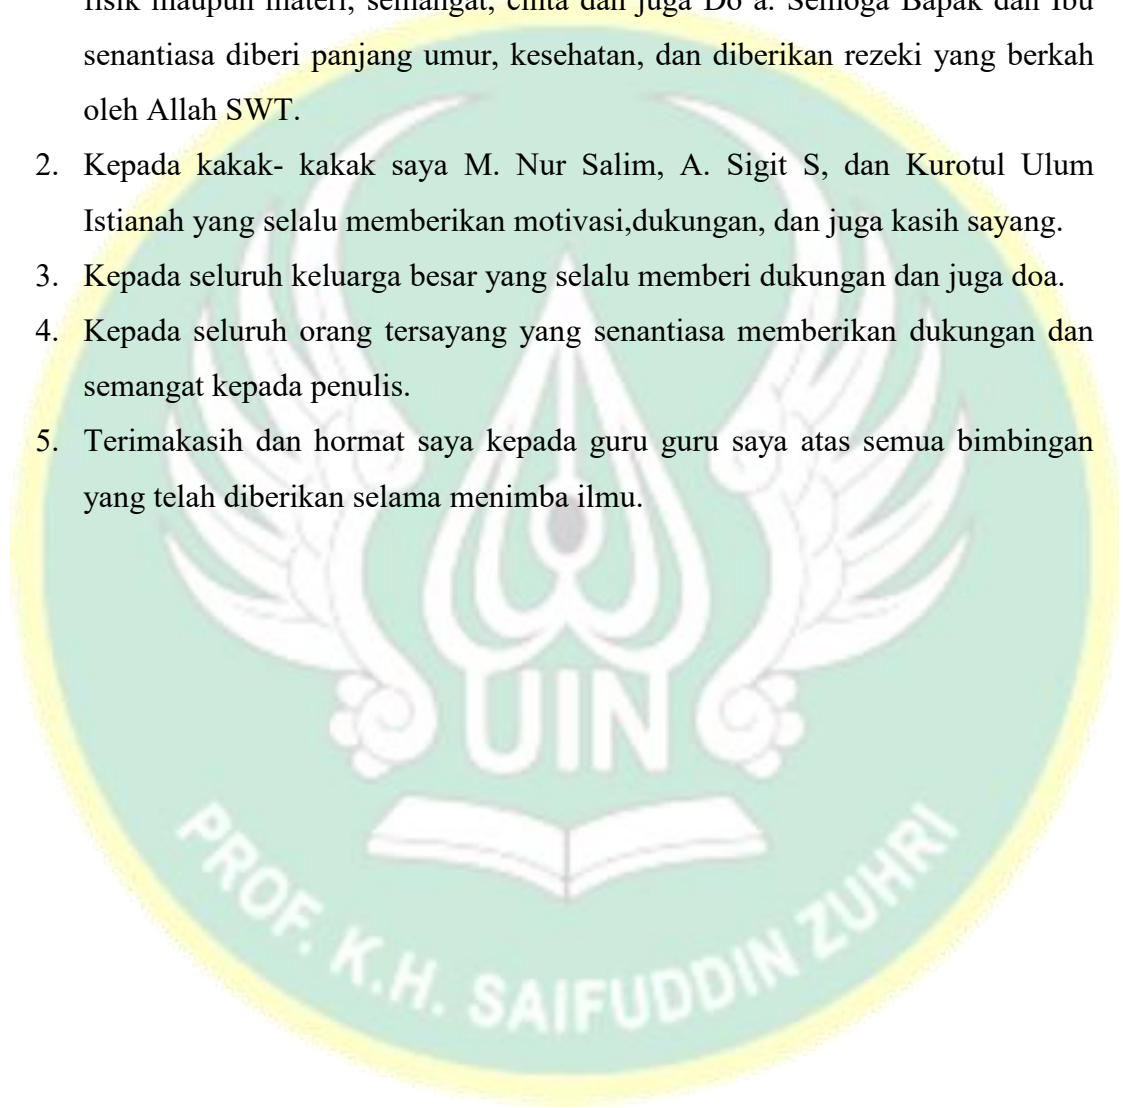 fisik maupun materi, semangat, cinta dan juga Do'a. Semoga Bapak dan Ibu
senantiasa diberi panjang umur, kesehatan, dan diberikan rezeki yang berkah
oleh Allah SWT.
2. Kepada kakak- kakak saya M. Nur Salim, A. Sigit S, dan Kurotul Ulum
Istianah yang selalu memberikan motivasi,dukungan, dan juga kasih sayang.
3. Kepada seluruh keluarga besar yang selalu memberi dukungan dan juga doa.
4. Kepada seluruh orang tersayang yang senantiasa memberikan dukungan dan
semangat kepada penulis.
5. Terimakasih dan hormat saya kepada guru guru saya atas semua bimbingan
yang telah diberikan selama menimba ilmu.
UIN
PROF. K.H. SAIFUDDIN ZUHRI